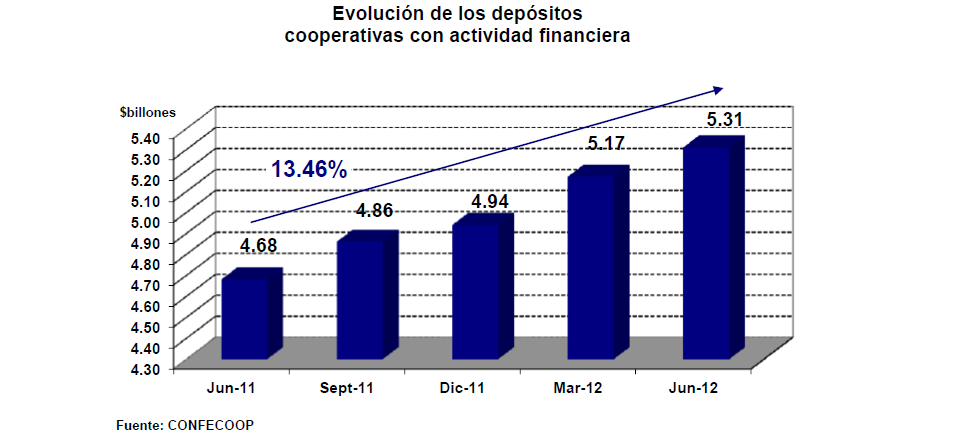 Evolución de los depósitos
cooperativas con actividad financiera
$billones
5.40
5.30
5.20
5.10
5.00
4.90
4.80
4.70
4.60
4.50
4.40
4.30
13.46%
4.68
4.86
4.94
5.17
5.31
Jun-11
Sept-11
Dic-11
Mar-12
Jun-12
Fuente: CONFECOOP